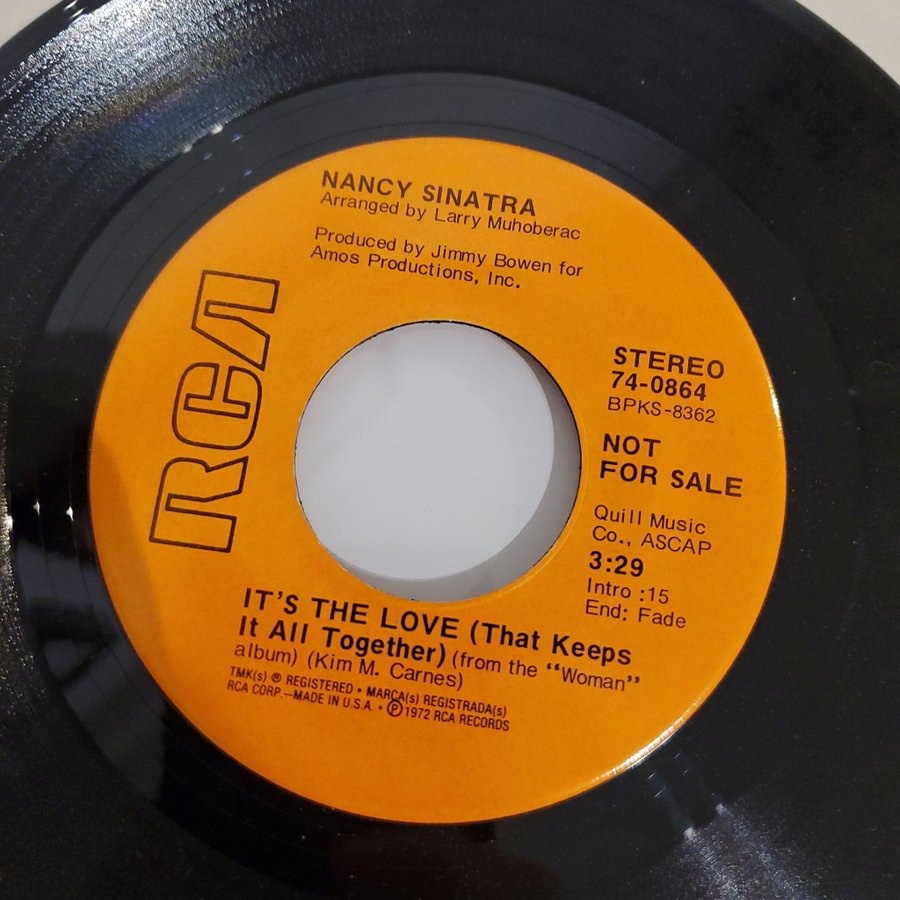 NANCY SINATRA
Arranged by Larry Muhoberac
Produced by Jimmy Bowen for
Amos Productions, Inc.
RCA
STEREO
74-0864
BPKS-8362
NOT
FOR SALE
Quill Music
Co., ASCAP
3:29
Intro :15
End: Fade
IT'S THE LOVE (That Keeps
It All Together) (from the "Woman"
album) (Kim M. Carnes)
TMK(s) ® REGISTERED • MARCA(s) REGISTRADA(s)
RCA CORP.—MADE IN U.S.A. • ℗ 1972 RCA RECORDS